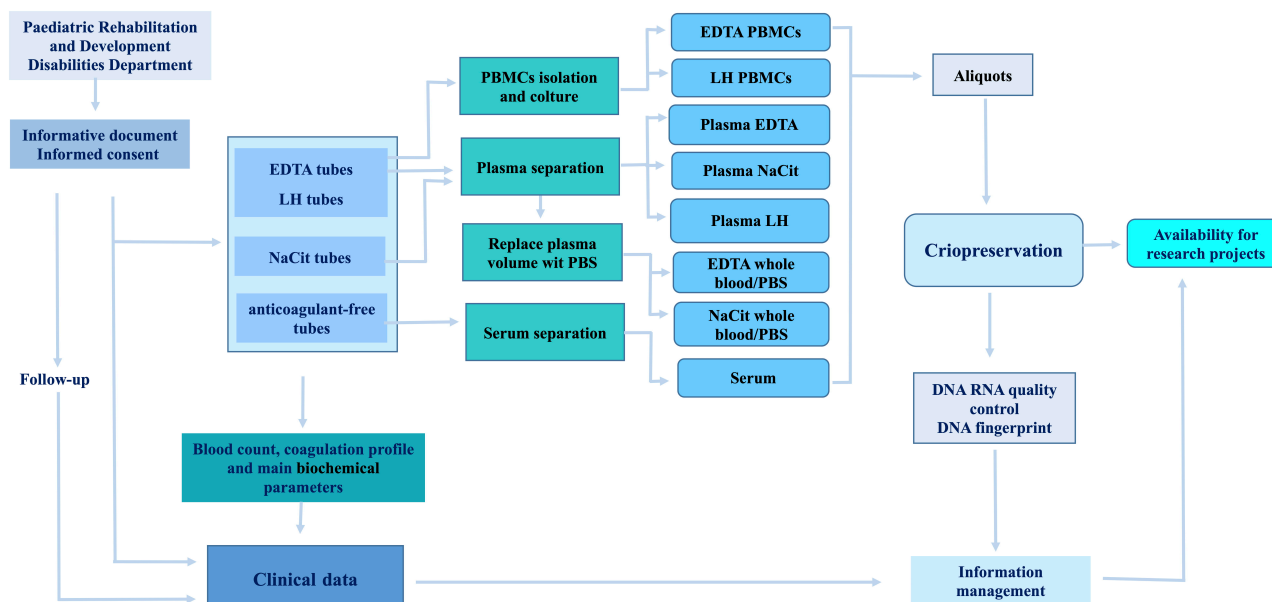 Paediatric Rehabilitation
and Development
Disabilities Department
Informative document
Informed consent
Follow-up
EDTA tubes
LH tubes
NaCit tubes
anticoagulant-free
tubes
Blood count, coagulation profile
and main biochemical
parameters
Clinical data
PBMCs isolation
and colture
Plasma separation
Replace plasma
volume wit PBS
Serum separation
EDTA PBMCs
LH PBMCs
Plasma EDTA
Plasma NaCit
Plasma LH
EDTA whole
blood/PBS
NaCit whole
blood/PBS
Serum
Aliquots
Criopreservation
Availability for
research projects
DNA RNA quality
control
DNA fingerprint
Information
management